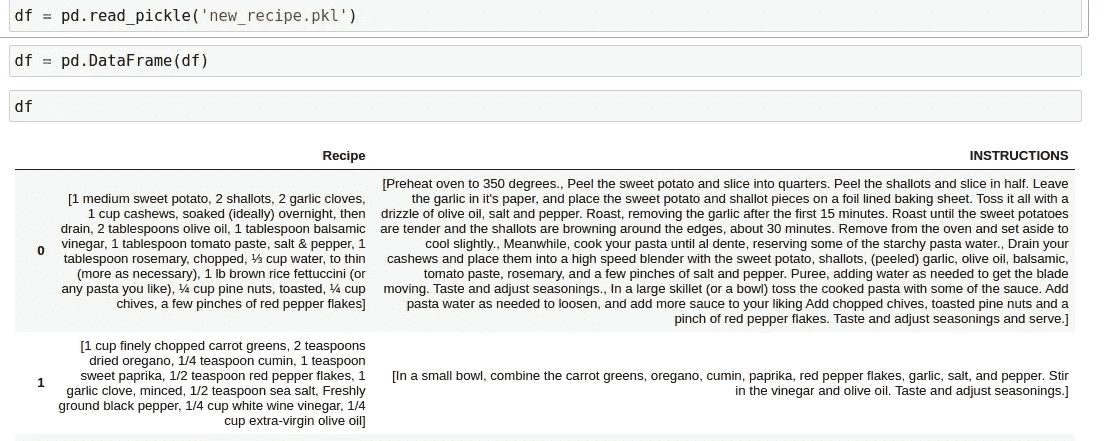 df = pd.read_pickle('new_recipe.pkl')
df = pd.DataFrame(df)
df
Recipe INSTRUCTIONS
0
[1 medium sweet potato, 2 shallots, 2 garlic cloves,
1 cup cashews, soaked (ideally) overnight, then
drain, 2 tablespoons olive oil, 1 tablespoon balsamic
vinegar, 1 tablespoon tomato paste, salt & pepper, 1
tablespoon rosemary, chopped, ⅓ cup water, to thin
(more as necessary), 1 lb brown rice fettuccini (or
any pasta you like), ¼ cup pine nuts, toasted, ¼ cup
chives, a few pinches of red pepper flakes]
[Preheat oven to 350 degrees., Peel the sweet potato and slice into quarters. Peel the shallots and slice in half. Leave
the garlic in it's paper, and place the sweet potato and shallot pieces on a foil lined baking sheet. Toss it all with a
drizzle of olive oil, salt and pepper. Roast, removing the garlic after the first 15 minutes. Roast until the sweet potatoes
are tender and the shallots are browning around the edges, about 30 minutes. Remove from the oven and set aside to
cool slightly., Meanwhile, cook your pasta until al dente, reserving some of the starchy pasta water., Drain your
cashews and place them into a high speed blender with the sweet potato, shallots, (peeled) garlic, olive oil, balsamic,
tomato paste, rosemary, and a few pinches of salt and pepper. Puree, adding water as needed to get the blade
moving. Taste and adjust seasonings., In a large skillet (or a bowl) toss the cooked pasta with some of the sauce. Add
pasta water as needed to loosen, and add more sauce to your liking Add chopped chives, toasted pine nuts and a
pinch of red pepper flakes. Taste and adjust seasonings and serve.]
1
[1 cup finely chopped carrot greens, 2 teaspoons
dried oregano, 1/4 teaspoon cumin, 1 teaspoon
sweet paprika, 1/2 teaspoon red pepper flakes, 1
garlic clove, minced, 1/2 teaspoon sea salt, Freshly
ground black pepper, 1/4 cup white wine vinegar, 1/4
cup extra-virgin olive oil]
[In a small bowl, combine the carrot greens, oregano, cumin, paprika, red pepper flakes, garlic, salt, and pepper. Stir
in the vinegar and olive oil. Taste and adjust seasonings.]